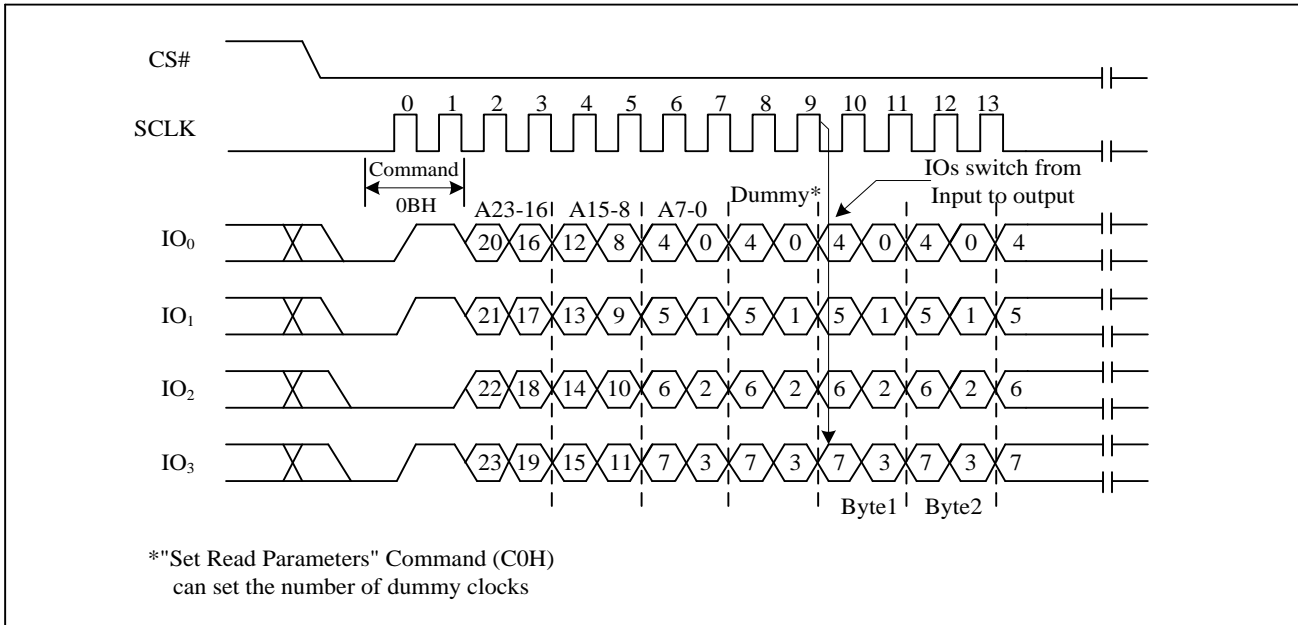 CS#
0 1 2 3 4 5 6 7 8 9 10 11 12 13
SCLK
Command
IOs switch from
Input to output
0BH
Dummy*
A23-16 A15-8 A7-0
IO₀ 20 16 12 8 4 0 4 0 4 0 4 0 4
IO₁ 21 17 13 9 5 1 5 1 5 1 5 1 5
IO₂ 22 18 14 10 6 2 6 2 6 2 6 2 6
IO₃ 23 19 15 11 7 3 7 3 7 3 7 3 7
Byte1 Byte2
*"Set Read Parameters" Command (C0H)
can set the number of dummy clocks